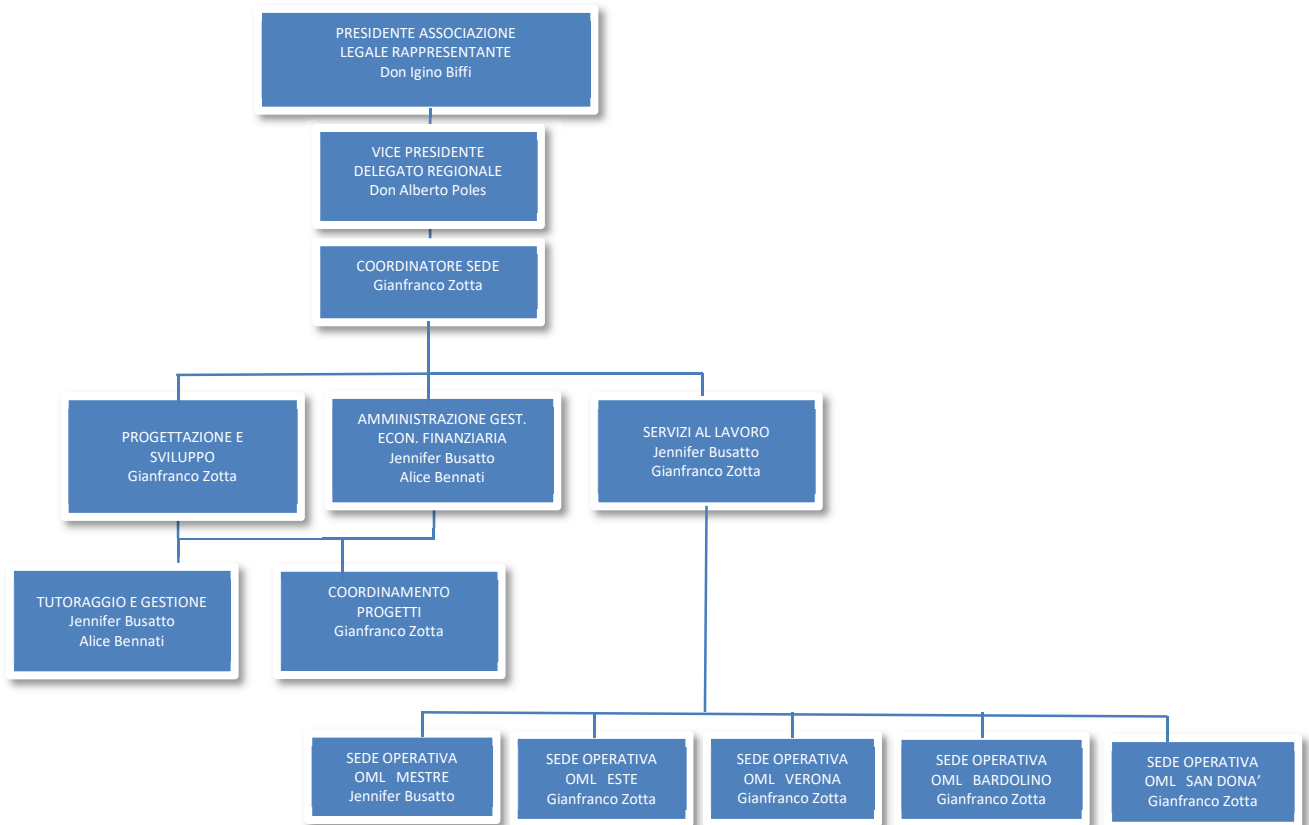 PRESIDENTE ASSOCIAZIONE
LEGALE RAPPRESENTANTE
Don Igino Biffi
VICE PRESIDENTE
DELEGATO REGIONALE
Don Alberto Poles
COORDINATORE SEDE
Gianfranco Zotta
PROGETTAZIONE E
SVILUPPO
Gianfranco Zotta
AMMINISTRAZIONE GEST.
ECON. FINANZIARIA
Jennifer Busatto
Alice Bennati
SERVIZI AL LAVORO
Jennifer Busatto
Gianfranco Zotta
TUTORAGGIO E GESTIONE
Jennifer Busatto
Alice Bennati
COORDINAMENTO
PROGETTI
Gianfranco Zotta
SEDE OPERATIVA
OML MESTRE
Jennifer Busatto
SEDE OPERATIVA
OML ESTE
Gianfranco Zotta
SEDE OPERATIVA
OML VERONA
Gianfranco Zotta
SEDE OPERATIVA
OML BARDOLINO
Gianfranco Zotta
SEDE OPERATIVA
OML SAN DONA’
Gianfranco Zotta